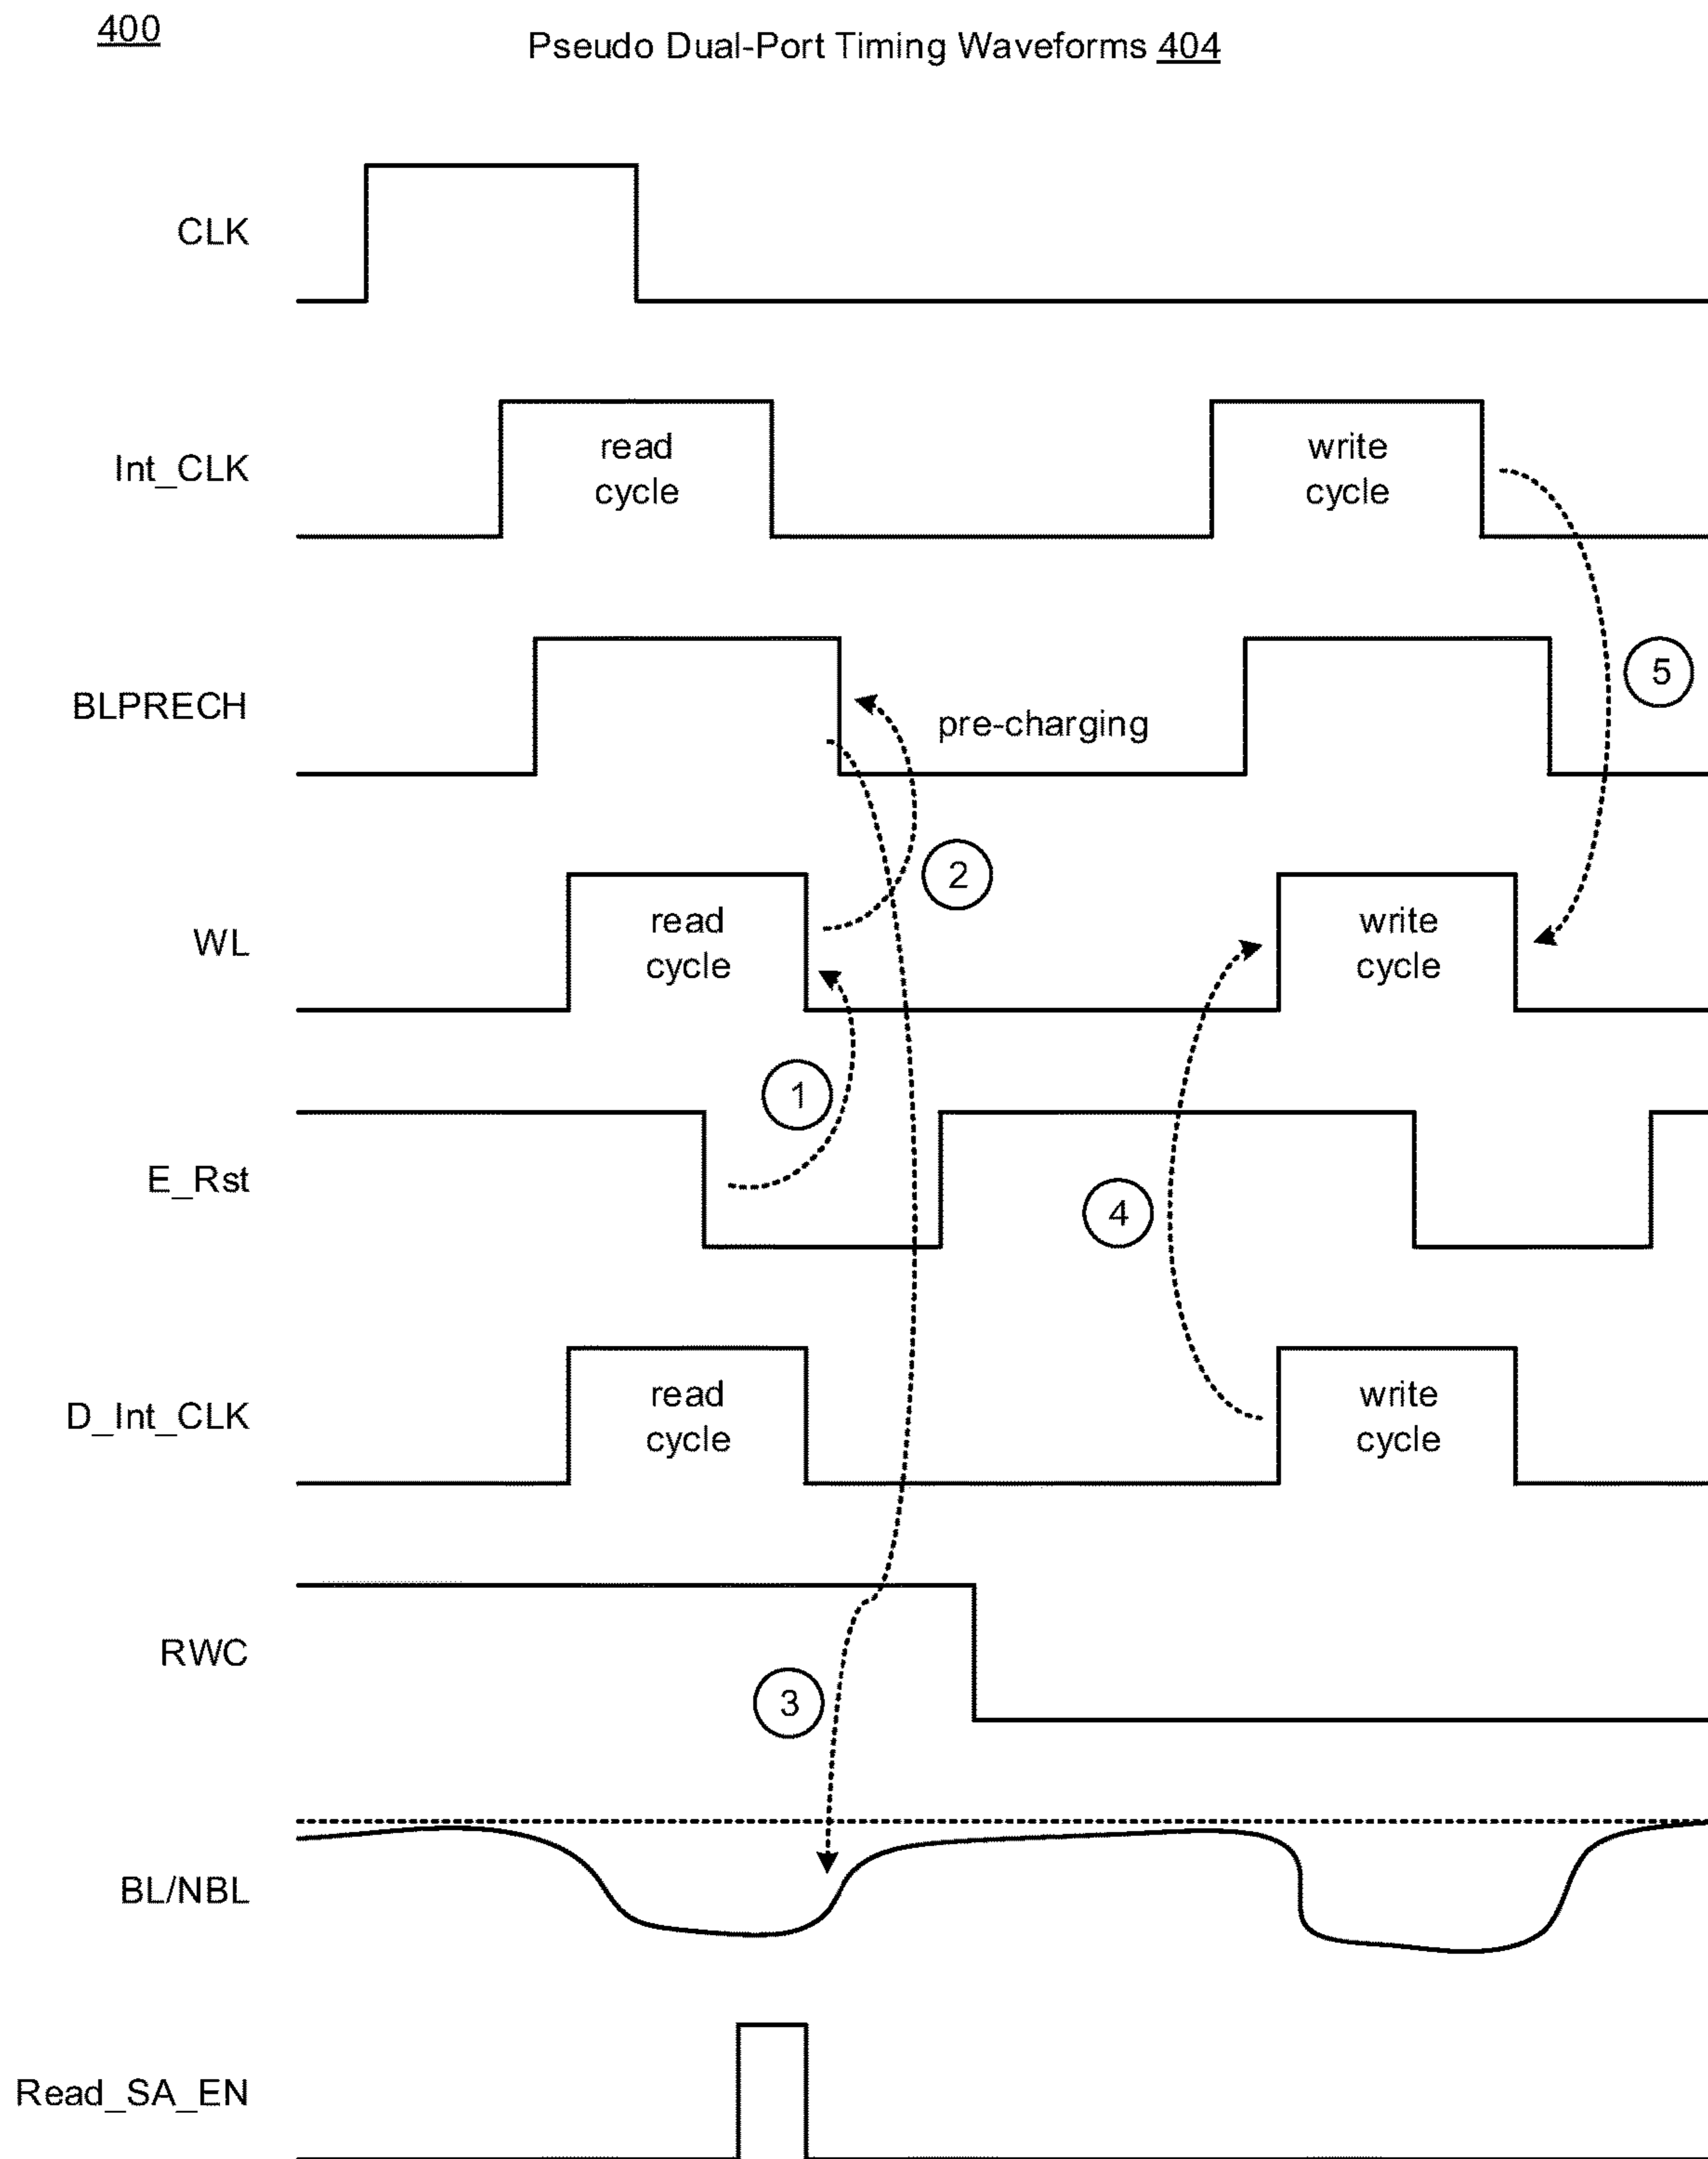 400
Pseudo Dual-Port Timing Waveforms 404
CLK
Int_CLK
read
cycle
write
cycle
BLPRECH
pre-charging
5
2
WL
read
cycle
write
cycle
1
E_Rst
4
D_Int_CLK
read
cycle
write
cycle
RWC
3
BL/NBL
Read_SA_EN